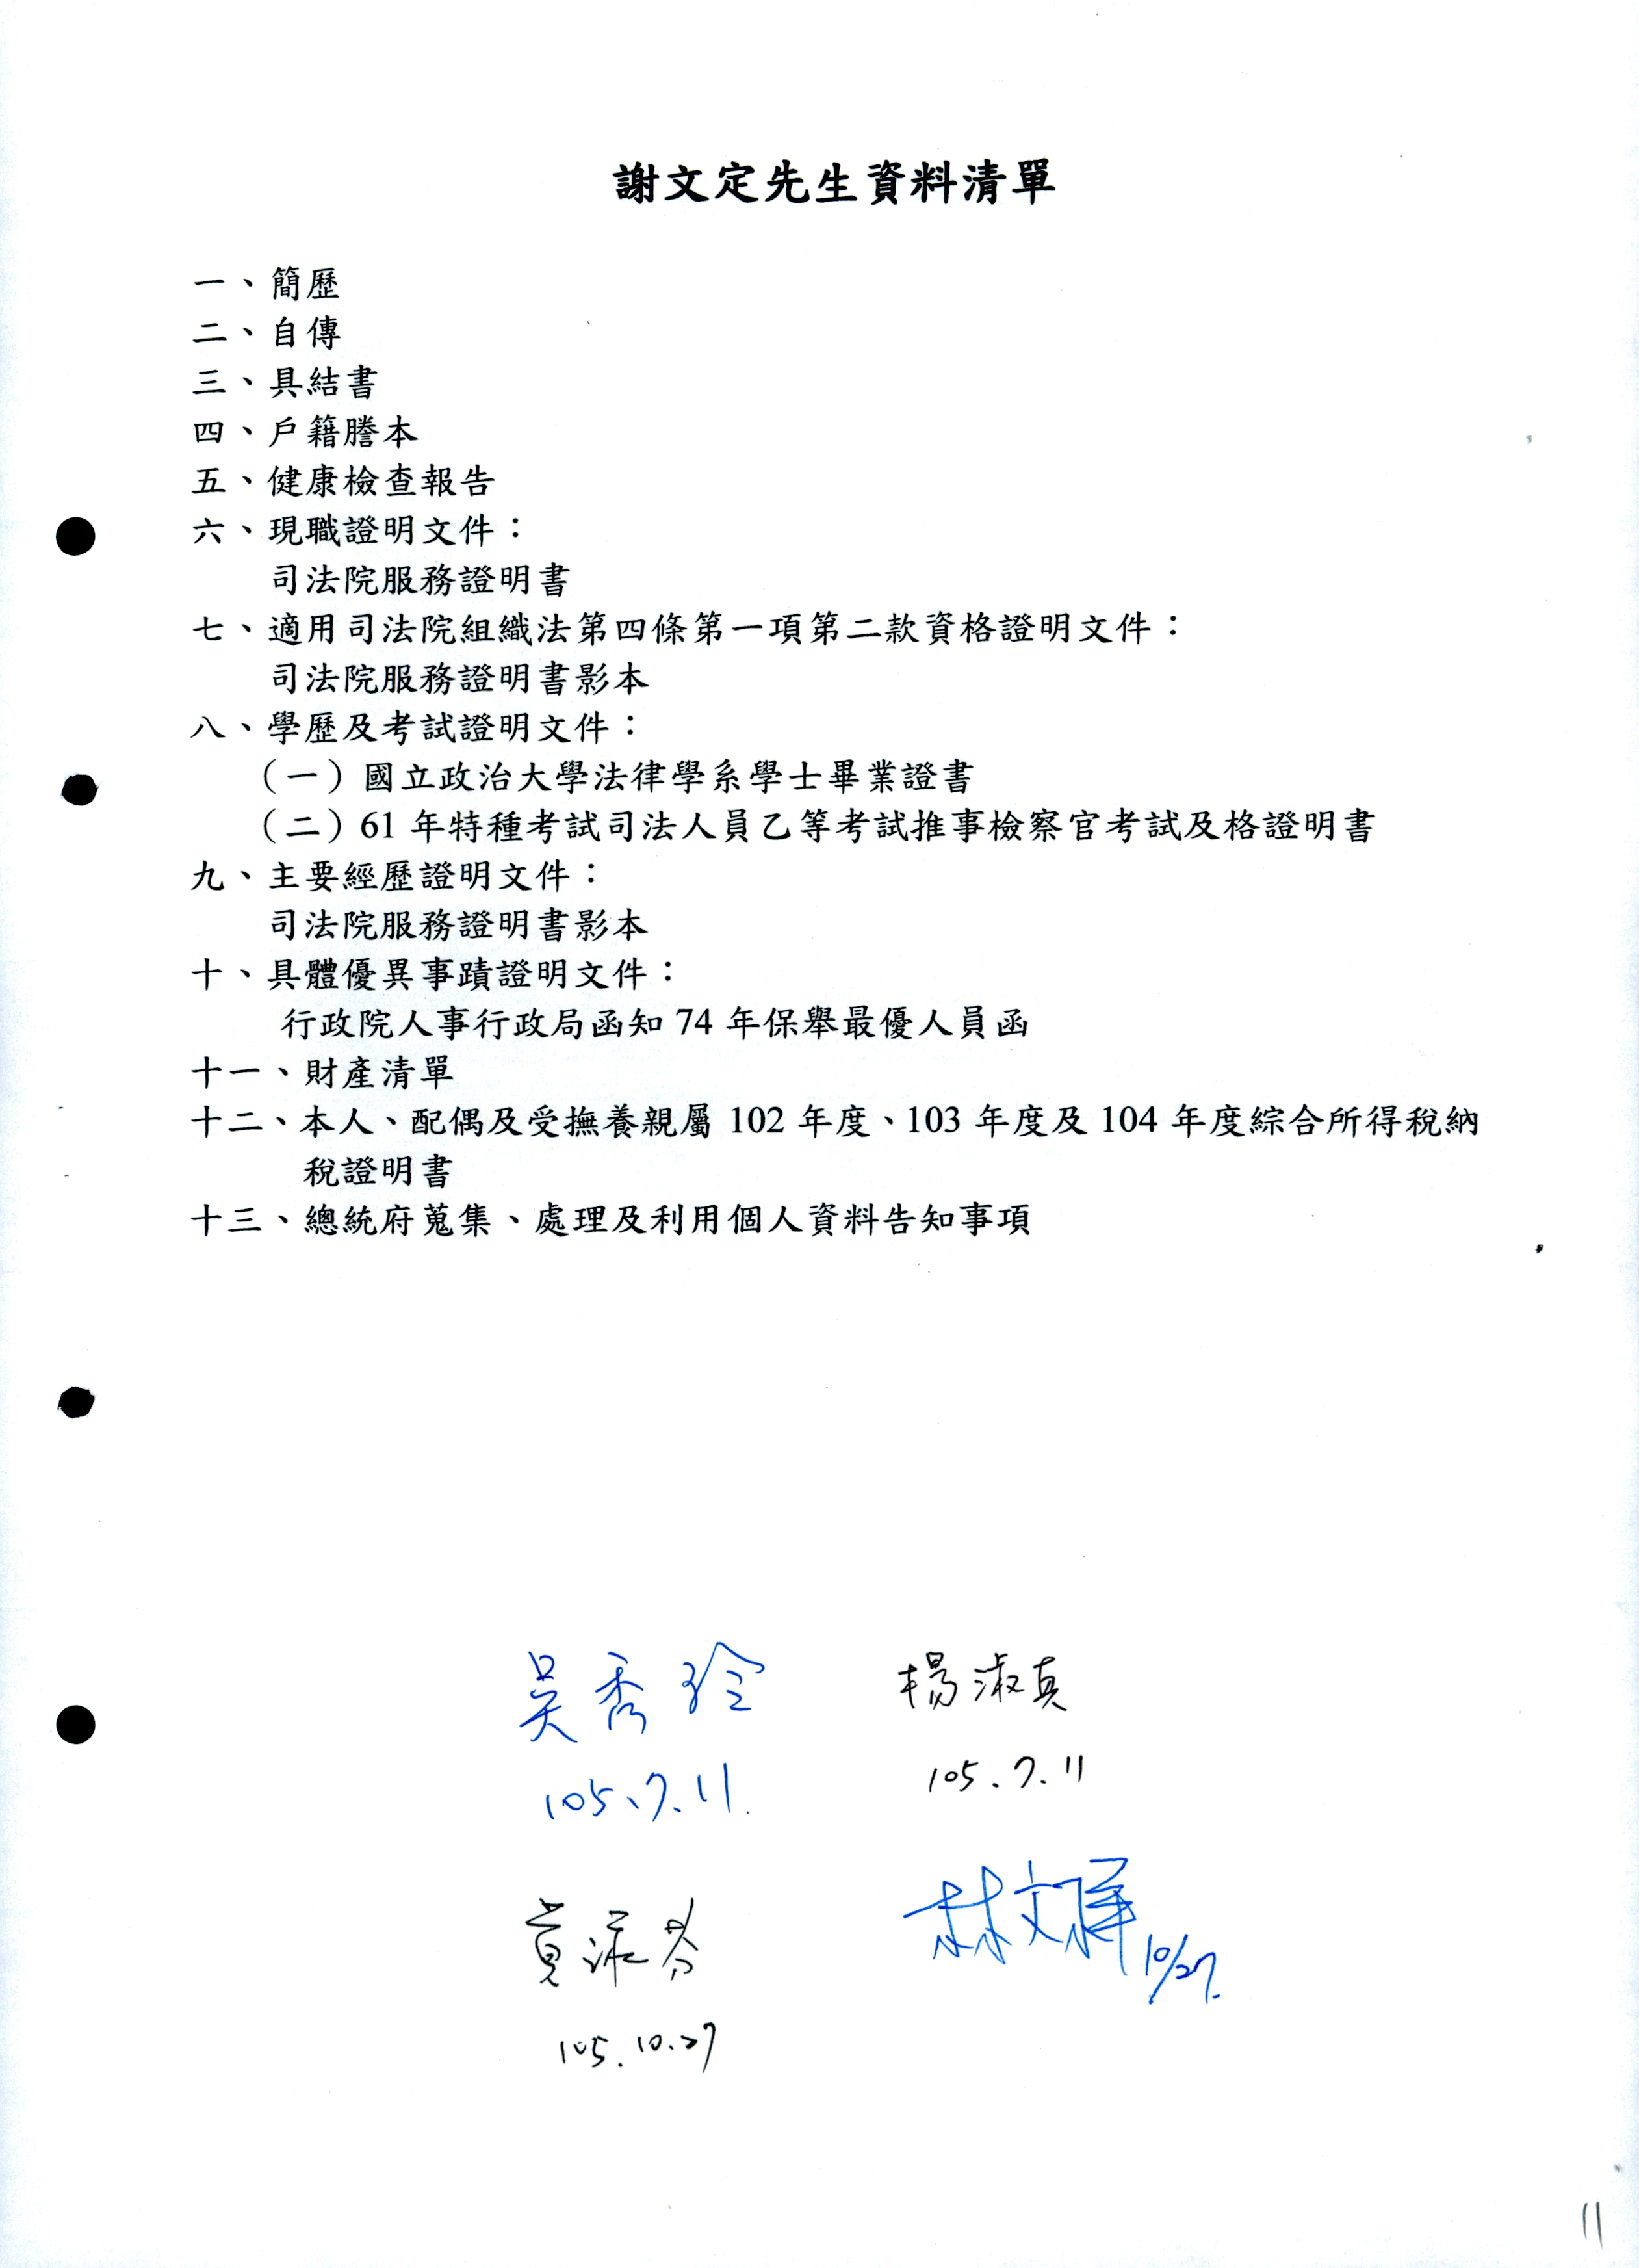 謝文定先生資料清單
一、簡歷
二、自傳
三、具結書
四、戶籍謄本
五、健康檢查報告
六、現職證明文件：
司法院服務證明書
七、適用司法院組織法第四條第一項第二款資格證明文件：
司法院服務證明書影本
八、學歷及考試證明文件：
（一）國立政治大學法律學系學士畢業證書
（二）61 年特種考試司法人員乙等考試推事檢察官考試及格證明書
九、主要經歷證明文件：
司法院服務證明書影本
十、具體優異事蹟證明文件：
行政院人事行政局函知 74 年保舉最優人員函
十一、財產清單
十二、本人、配偶及受撫養親屬 102 年度、103 年度及 104 年度綜合所得稅納
稅證明書
十三、總統府蒐集、處理及利用個人資料告知事項
吳秀玲 楊淑真
105.7.11. 105.7.11
林文祥 10/27.
105.10.27
11